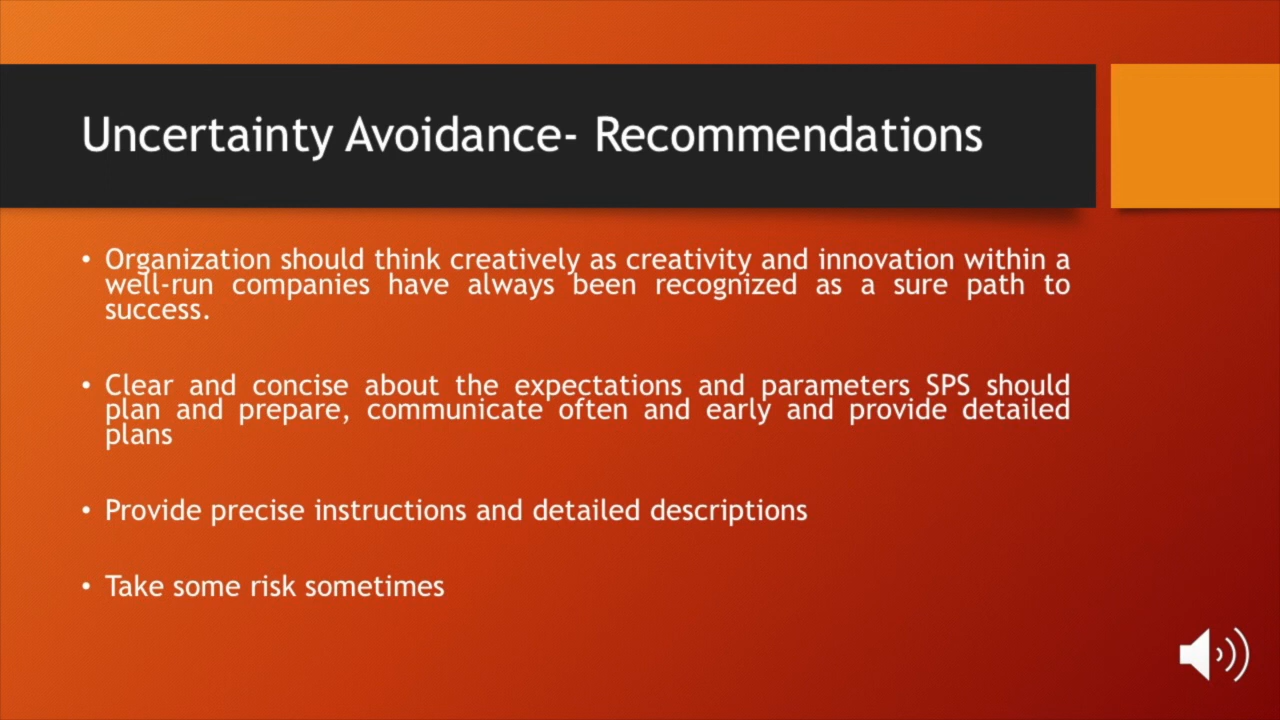 Uncertainty Avoidance- Recommendations
• Organization should think creatively as creativity and innovation within a
well-run companies have always been recognized as a sure path to
success.
• Clear and concise about the expectations and parameters SPS should
plan and prepare, communicate often and early and provide detailed
plans
• Provide precise instructions and detailed descriptions
• Take some risk sometimes